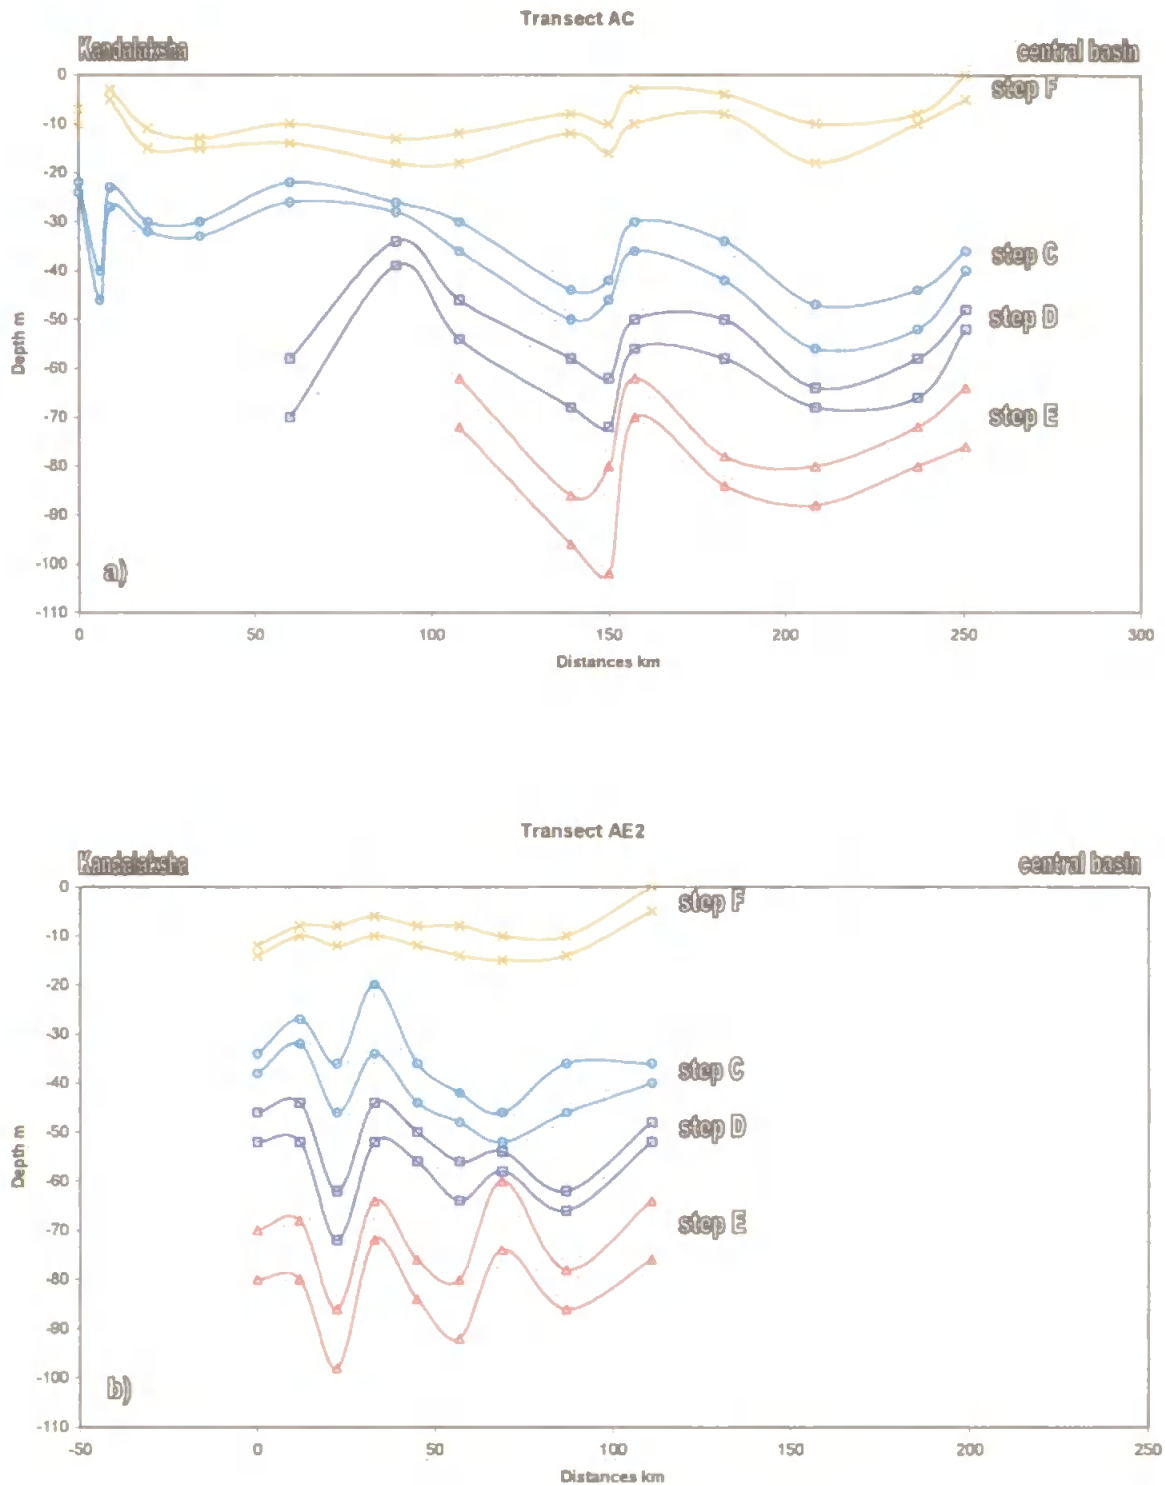 Transect AC
Kandalaksha central basin
0
step F
-10
-20
-30
step C
-40
-50
step D
-60
-70
step E
-80
-90
-100
a)
-110
0 50 100 150 200 250 300
Depth m
Distances km
Transect AE2
Kandalaksha central basin
0
step F
-10
-20
-30
step C
-40
-50
step D
-60
-70
step E
-80
-90
-100
b)
-110
-50 0 50 100 150 200 250
Depth m
Distances km